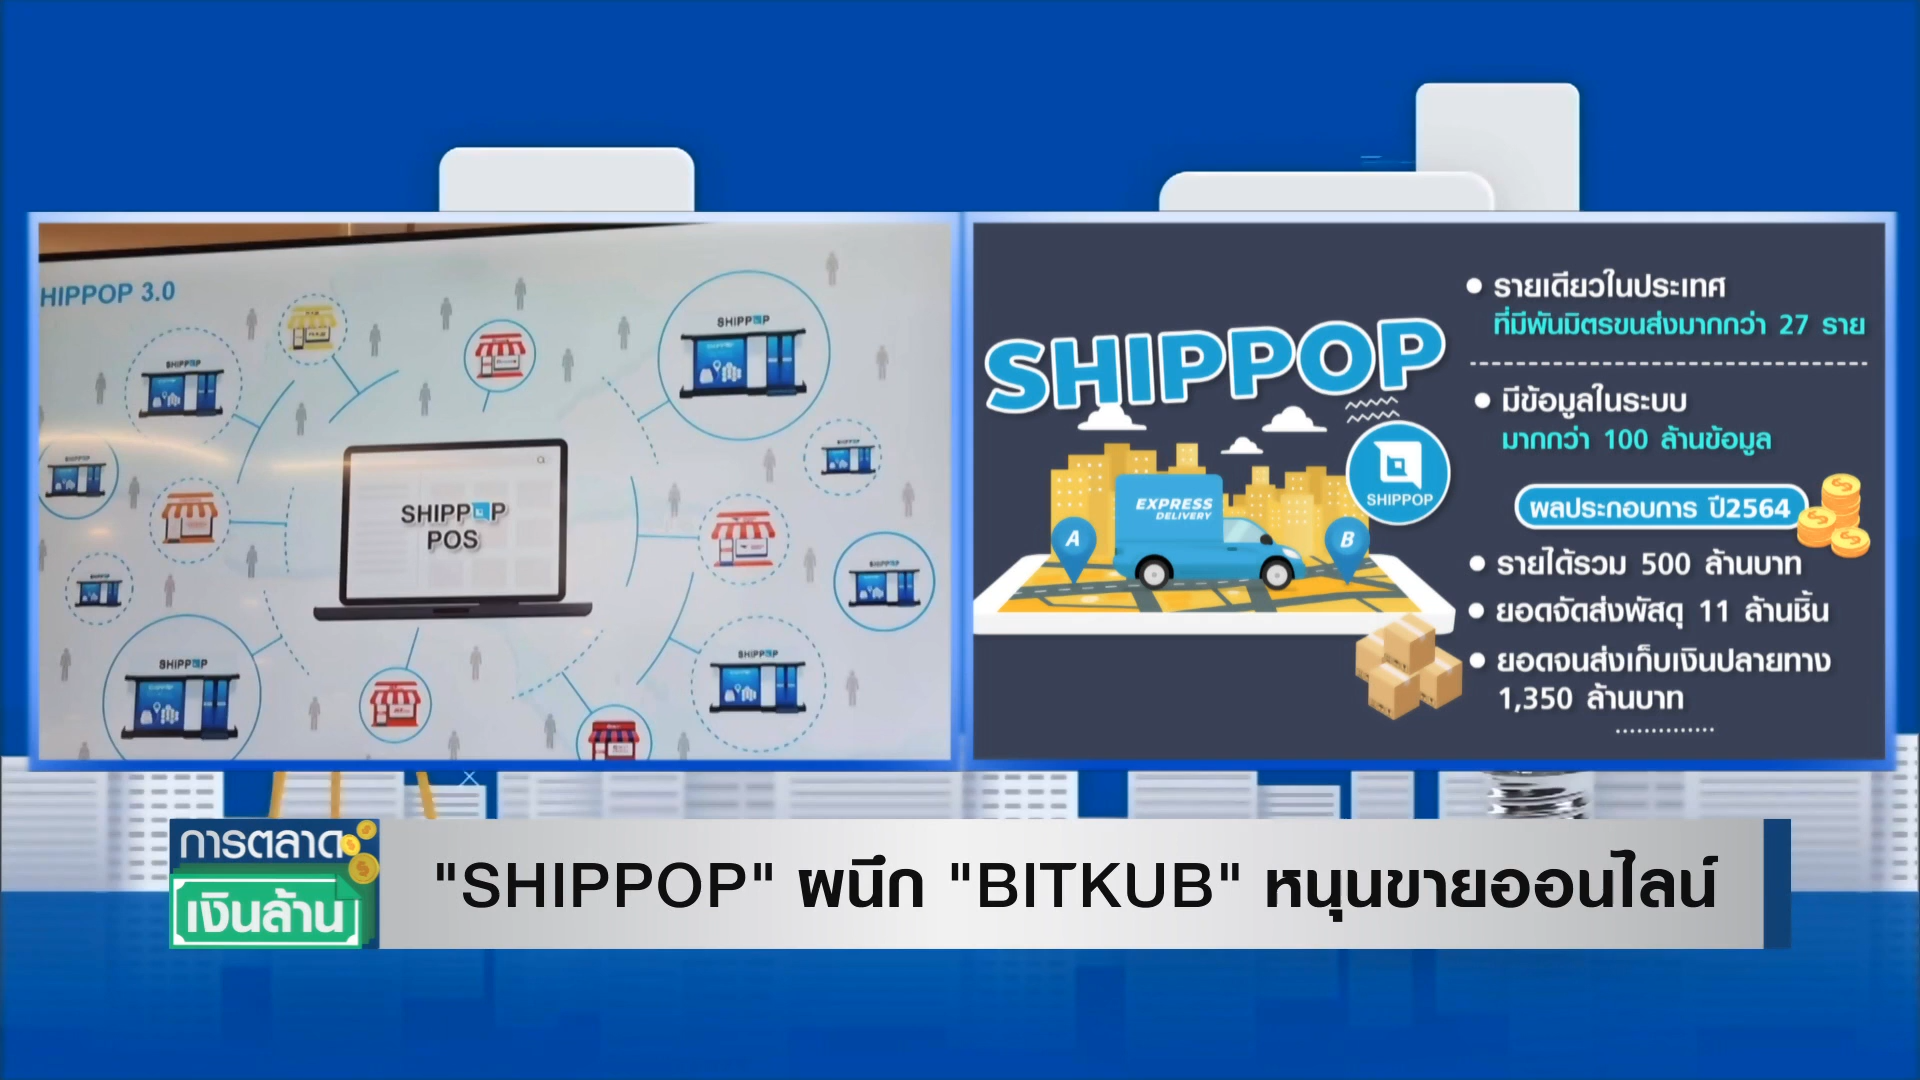 HIPPOP 3.0
SHIPPOP
SHIPPOP
SHIPPOP
SHIPPOP
SHIPPOP
SHIPPOP
SHIPPOP
SHIPPOP
SHIPPOP
SHIPPOP
POS
SHIPPOP
EXPRESS
DELIVERY
A
B
SHIPPOP
• รายเดียวในประเทศ
ที่มีพันมิตรขนส่งมากกว่า 27 ราย
• มีข้อมูลในระบบ
มากกว่า 100 ล้านข้อมูล
ผลประกอบการ ปี2564
• รายได้รวม 500 ล้านบาท
• ยอดจัดส่งพัสดุ 11 ล้านชิ้น
• ยอดจนส่งเก็บเงินปลายทาง
1,350 ล้านบาท
การตลาด
เงินล้าน
"SHIPPOP" ผนึก "BITKUB" หนุนขายออนไลน์